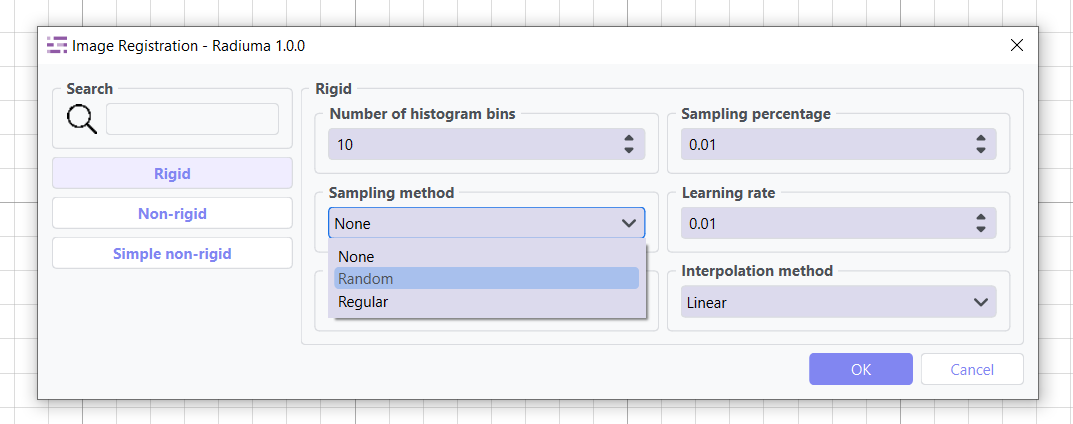 Image Registration - Radiuma 1.0.0
Search
Rigid
Non-rigid
Simple non-rigid
Rigid
Number of histogram bins
10
Sampling percentage
0.01
Sampling method
None
None
Random
Regular
Learning rate
0.01
Interpolation method
Linear
OK
Cancel